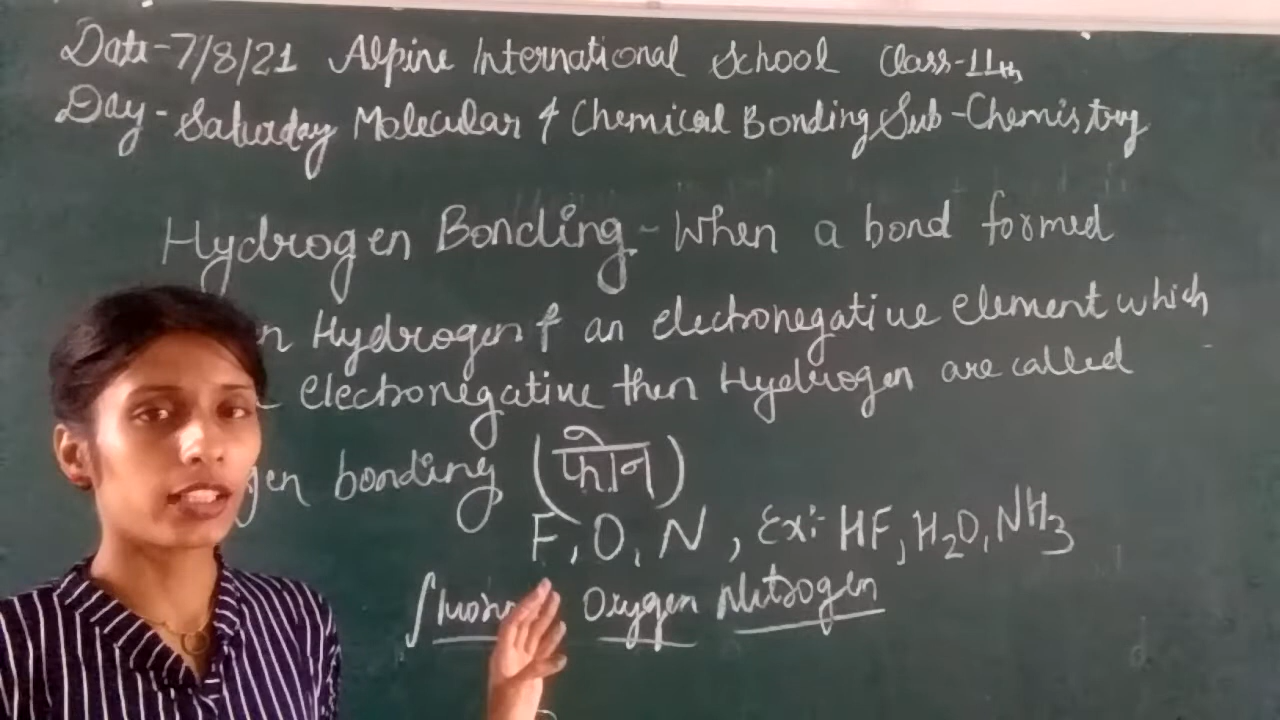 Date-7/8/21 Alpine International School Class-11th
Day-Saturday Molecular & Chemical Bonding Sub-Chemistry
Hydrogen Bonding-When a bond formed
Hydrogen & an electronegative element which
electronegative then Hydrogen are called
bonding (फोन)
F, O, N, Ex:- HF, H₂O, NH₃
Oxygen Nitrogen